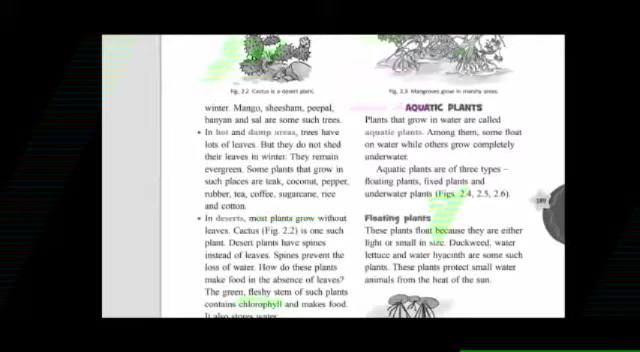 Fig. 2.2 Cactus is a desert plant.
winter. Mango, sheesham, peepal,
banyan and sal are some such trees.
• In hot and damp areas, trees have
lots of leaves. But they do not shed
their leaves in winter. They remain
evergreen. Some plants that grow in
such places are teak, coconut, pepper,
rubber, tea, coffee, sugarcane, rice
and cotton.
• In deserts, most plants grow without
leaves. Cactus (Fig. 2.2) is one such
plant. Desert plants have spines
instead of leaves. Spines prevent the
loss of water. How do these plants
make food in the absence of leaves?
The green, fleshy stem of such plants
contains chlorophyll and makes food.
It also stores water.
Fig. 2.3 Mangroves grow in marshy areas.
AQUATIC PLANTS
Plants that grow in water are called
aquatic plants. Among them, some float
on water while others grow completely
underwater.
Aquatic plants are of three types –
floating plants, fixed plants and
underwater plants (Figs. 2.4, 2.5, 2.6).
Floating plants
These plants float because they are either
light or small in size. Duckweed, water
lettuce and water hyacinth are some such
plants. These plants protect small water
animals from the heat of the sun.
189